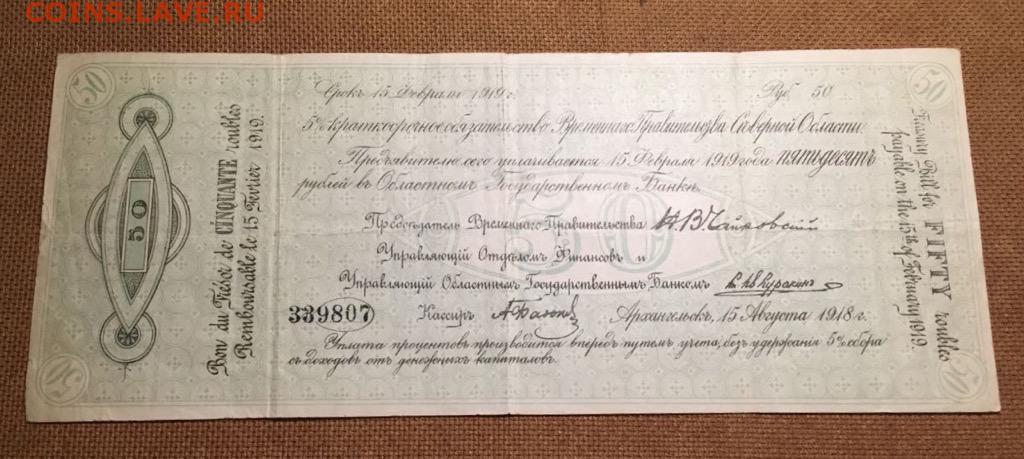 COINS.LAVE.RU
50
50
Срокъ 15 Февраля 1919 г.
Руб. 50
5% краткосрочное обязательство Временнаго Правительства Сѣверной Области.
Предъявителю сего уплачивается 15 Февраля 1919 года пятьдесятъ
рублей въ Областномъ Государственномъ Банкѣ.
Предсѣдатель Временнаго Правительства Н.В.Чайковский
Управляющій Отдѣломъ Финансовъ и
Управляющій Областнымъ Государственнымъ Банкомъ Куракинъ
339807 Кассиръ Архангельскъ, 15 Августа 1918 г.
Уплата процентовъ производится впередъ путемъ учета, безъ удержанія 5% сбора
съ доходовъ отъ денежныхъ капиталовъ.
50
Bon du Trésor de CINQUANTE roubles
Remboursable le 15 Février 1919.
50
Treasury Bill for FIFTY roubles
payable on the 15th of February 1919.
50
50
50